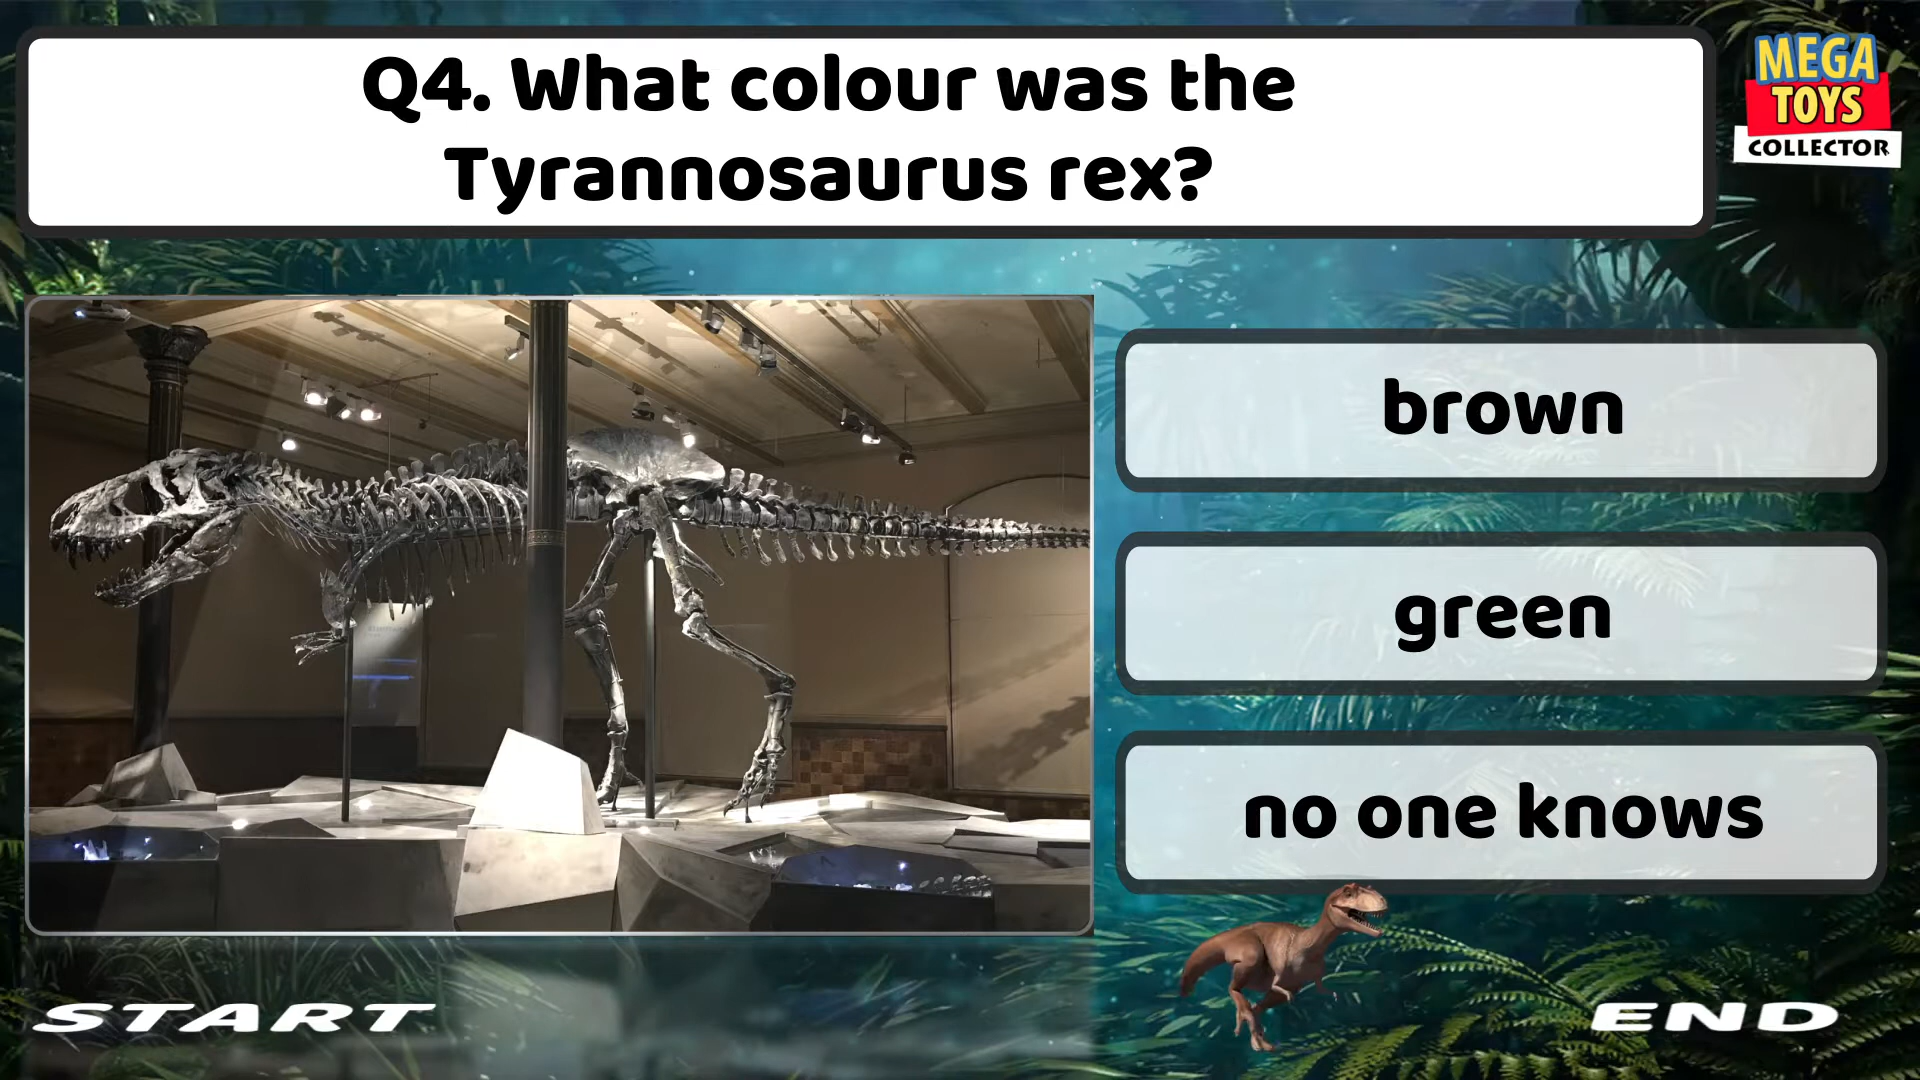 Q4. What colour was the
Tyrannosaurus rex?
MEGA
TOYS
COLLECTOR
brown
green
no one knows
START
END